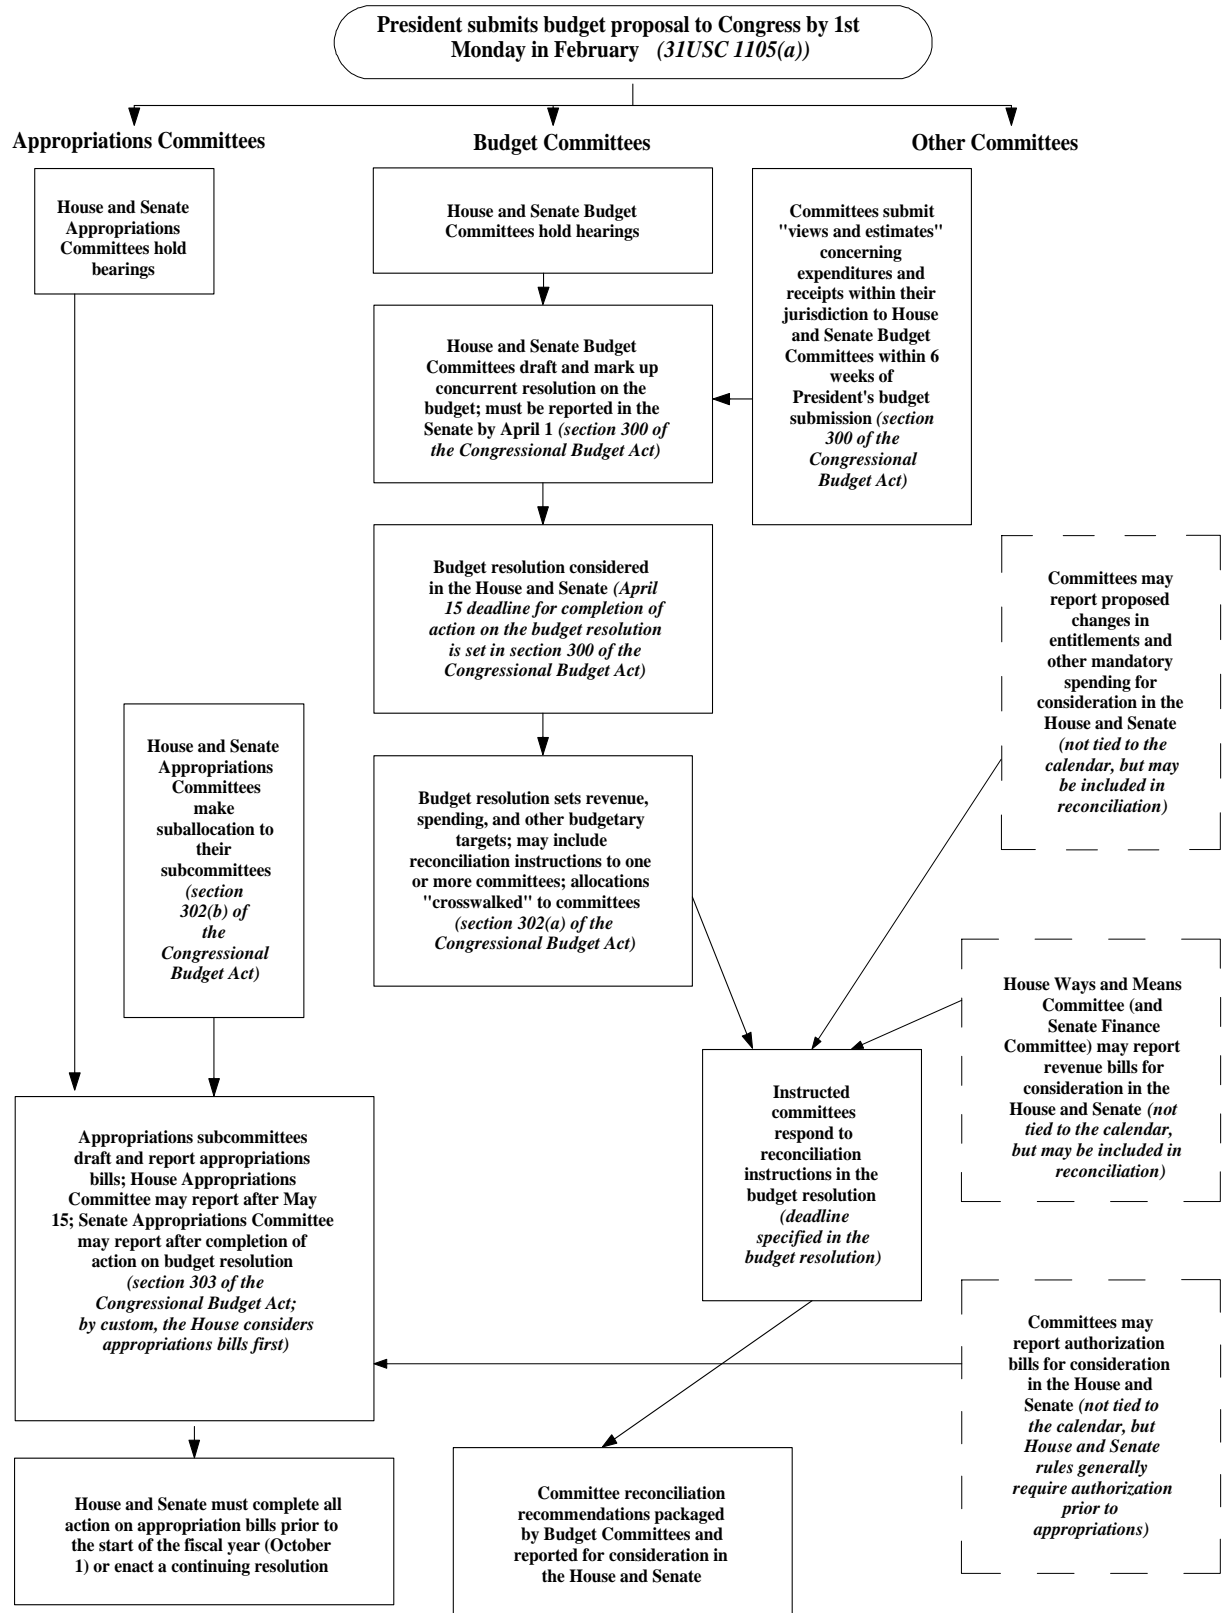 President submits budget proposal to Congress by 1st
Monday in February (31USC 1105(a))
Appropriations Committees
Budget Committees
Other Committees
House and Senate
Appropriations
Committees hold
bearings
House and Senate Budget
Committees hold hearings
Committees submit
"views and estimates"
concerning
expenditures and
receipts within their
jurisdiction to House
and Senate Budget
Committees within 6
weeks of
President's budget
submission (section
300 of the
Congressional
Budget Act)
House and Senate Budget
Committees draft and mark up
concurrent resolution on the
budget; must be reported in the
Senate by April 1 (section 300 of
the Congressional Budget Act)
Budget resolution considered
in the House and Senate (April
15 deadline for completion of
action on the budget resolution
is set in section 300 of the
Congressional Budget Act)
Committees may
report proposed
changes in
entitlements and
other mandatory
spending for
consideration in the
House and Senate
(not tied to the
calendar, but may
be included in
reconciliation)
House and Senate
Appropriations
Committees
make
suballocation to
their
subcommittees
(section
302(b) of
the
Congressional
Budget Act)
Budget resolution sets revenue,
spending, and other budgetary
targets; may include
reconciliation instructions to one
or more committees; allocations
"crosswalked" to committees
(section 302(a) of the
Congressional Budget Act)
House Ways and Means
Committee (and
Senate Finance
Committee) may report
revenue bills for
consideration in the
House and Senate (not
tied to the calendar,
but may be included in
reconciliation)
Instructed
committees
respond to
reconciliation
instructions in the
budget resolution
(deadline
specified in the
budget resolution)
Appropriations subcommittees
draft and report appropriations
bills; House Appropriations
Committee may report after May
15; Senate Appropriations Committee
may report after completion of
action on budget resolution
(section 303 of the
Congressional Budget Act;
by custom, the House considers
appropriations bills first)
Committees may
report authorization
bills for consideration
in the House and
Senate (not tied to
the calendar, but
House and Senate
rules generally
require authorization
prior to
appropriations)
House and Senate must complete all
action on appropriation bills prior to
the start of the fiscal year (October
1) or enact a continuing resolution
Committee reconciliation
recommendations packaged
by Budget Committees and
reported for consideration in
the House and Senate